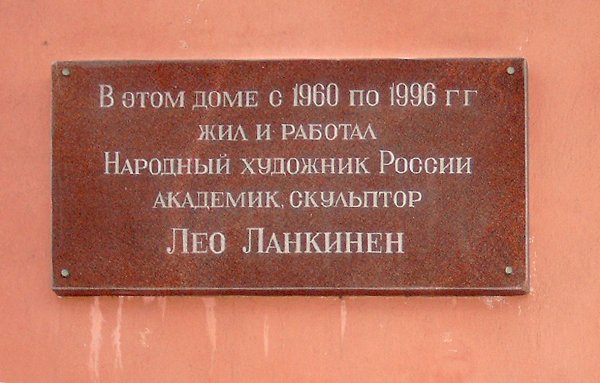 В этом доме с 1960 по 1996 гг
жил и работал
Народный художник России
академик, скульптор
Лео Ланкинен